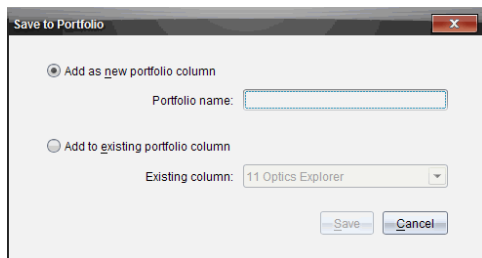 Save to Portfolio
x
Add as new portfolio column
Portfolio name:
Add to existing portfolio column
Existing column: 11 Optics Explorer
Save Cancel